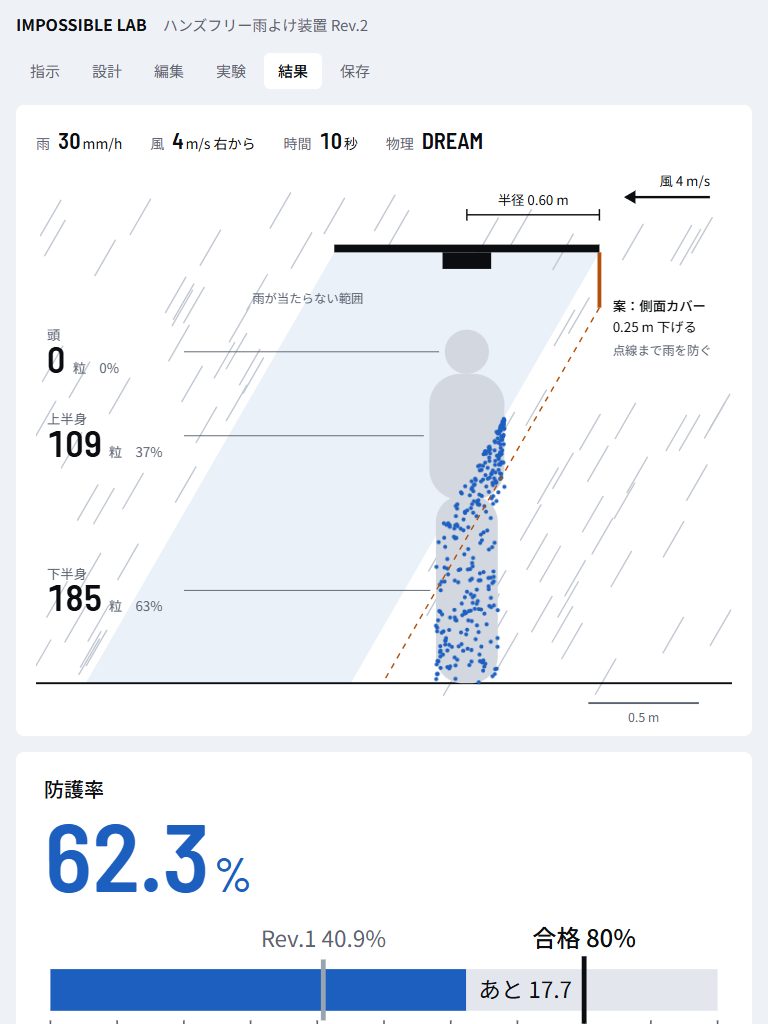 IMPOSSIBLE LAB ハンズフリー雨よけ装置 Rev.2
指示 設計 編集 実験 結果 保存
雨 30 mm/h 風 4 m/s 右から 時間 10 秒 物理 DREAM
風 4 m/s
半径 0.60 m
雨が当たらない範囲
案：側面カバー
0.25 m 下げる
点線まで雨を防ぐ
頭
0 粒 0%
上半身
109 粒 37%
下半身
185 粒 63%
0.5 m
防護率
62.3 %
Rev.1 40.9% 合格 80%
あと 17.7